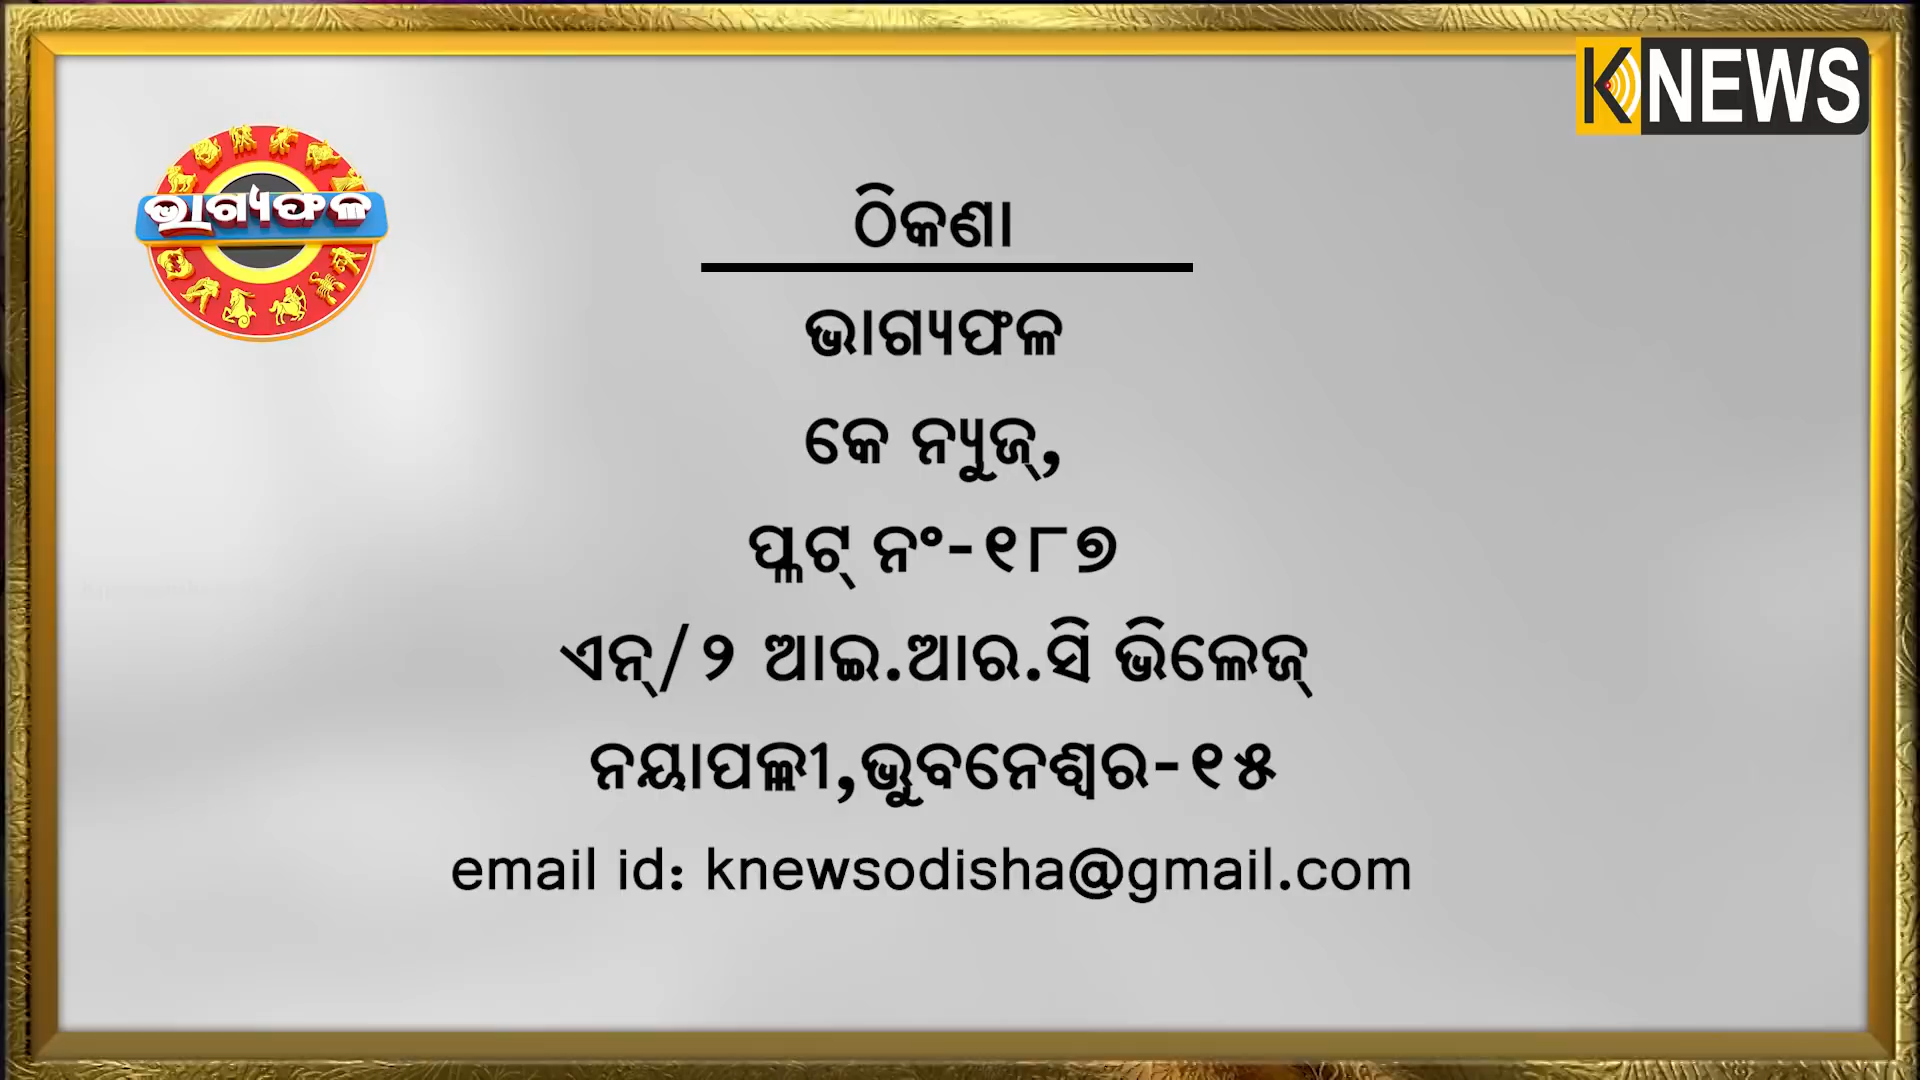 KNEWS
ଭାଗ୍ୟଫଳ
ଠିକଣା
ଭାଗ୍ୟଫଳ
କେ ନ୍ୟୁଜ୍,
ପ୍ଲଟ୍ ନଂ-୧୮୭
ଏନ୍/୨ ଆଇ.ଆର.ସି ଭିଲେଜ୍
ନୟାପଲ୍ଲୀ,ଭୁବନେଶ୍ୱର-୧୫
email id: knewsodisha@gmail.com